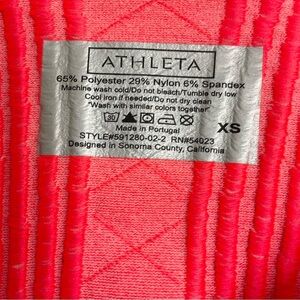 ATHLETA
65% Polyester 29% Nylon 6% Spandex
Machine wash cold/Do not bleach/Tumble dry low
Cool iron if needed/Do not dry clean
"Wash with similar colors together"
30
Made in Portugal
XS
STYLE#591280-02-2 RN#54023
Designed in Sonoma County, California